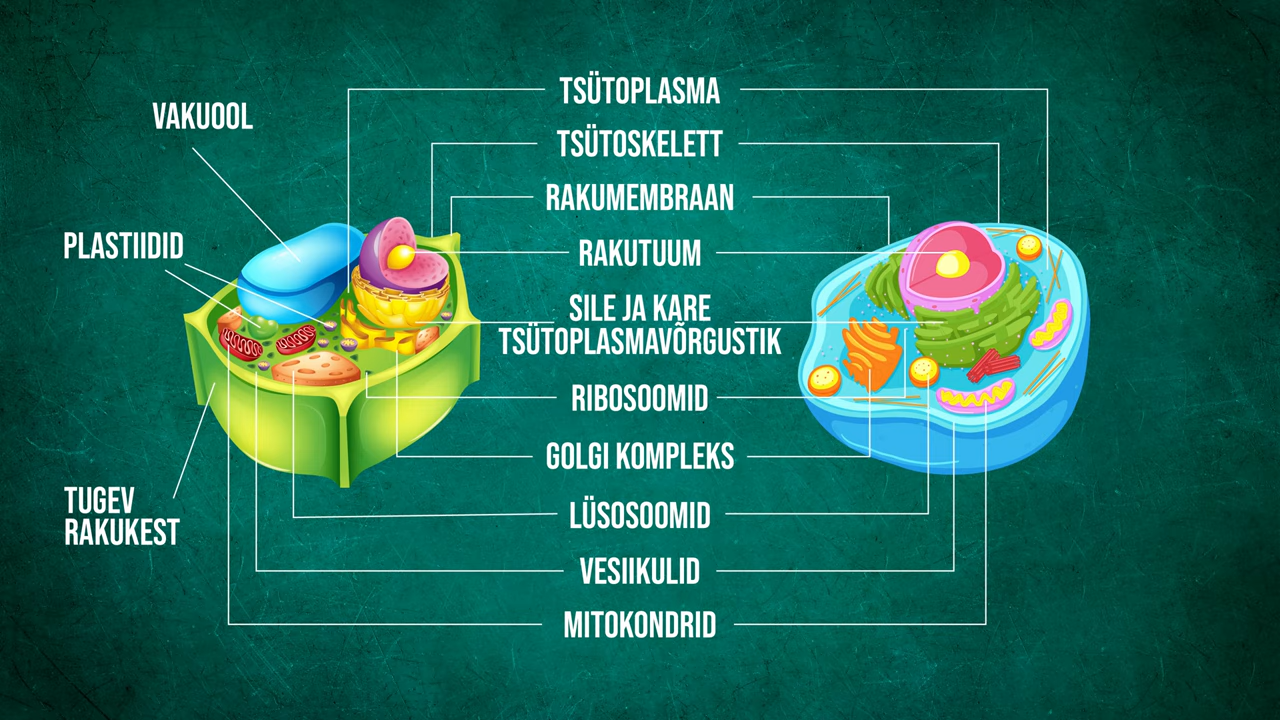 VAKUOOL
PLASTIIDID
TUGEV
RAKUKEST
TSÜTOPLASMA
TSÜTOSKELETT
RAKUMEMBRAAN
RAKUTUUM
SILE JA KARE
TSÜTOPLASMAVÕRGUSTIK
RIBOSOOMID
GOLGI KOMPLEKS
LÜSOSOOMID
VESIIKULID
MITOKONDRID